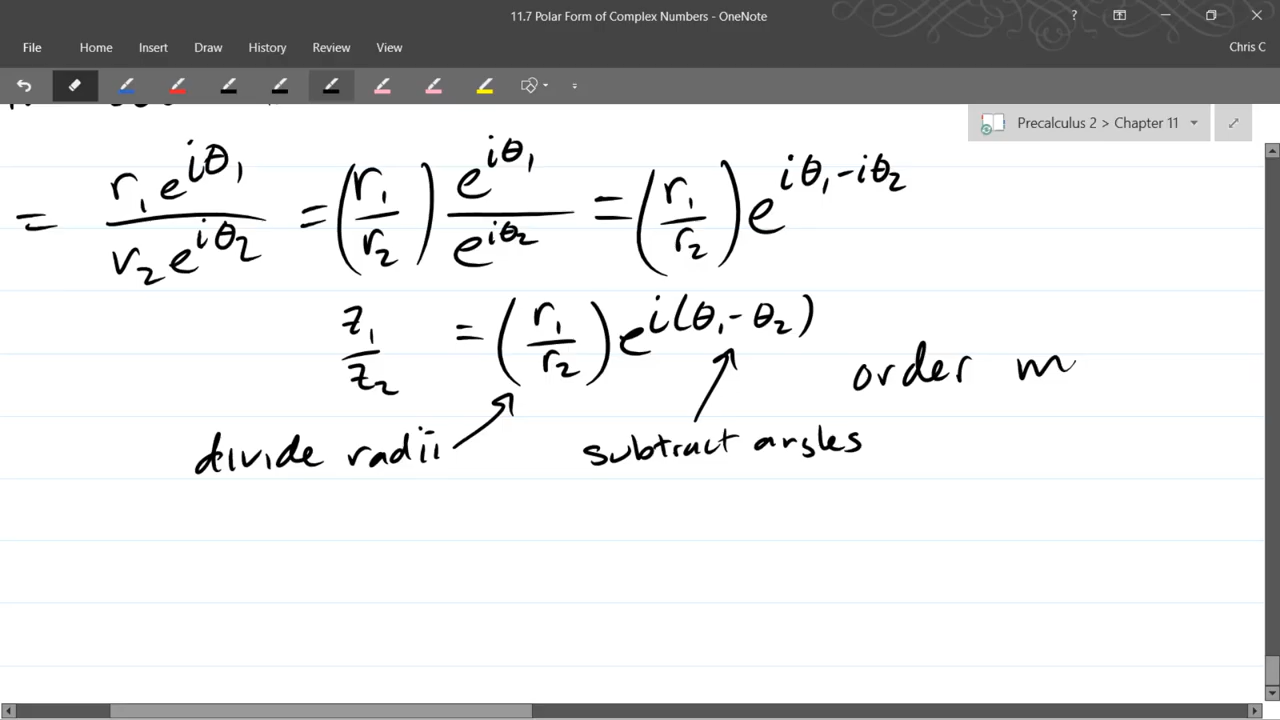 11.7 Polar Form of Complex Numbers - OneNote
?
File Home Insert Draw History Review View
Chris C
Precalculus 2 > Chapter 11
= r₁e^{iθ₁} / r₂e^{iθ₂} = (r₁/r₂) e^{iθ₁} / e^{iθ₂} = (r₁/r₂) e^{iθ₁-iθ₂}
z₁/z₂ = (r₁/r₂) e^{i(θ₁-θ₂)}
order m
divide radii subtract angles